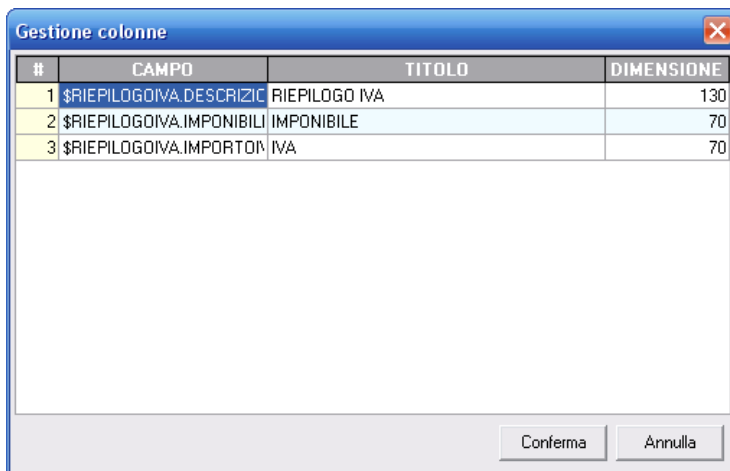 Gestione colonne
# CAMPO TITOLO DIMENSIONE
1 $RIEPILOGOIVA.DESCRIZIC RIEPILOGO IVA 130
2 $RIEPILOGOIVA.IMPONIBILI IMPONIBILE 70
3 $RIEPILOGOIVA.IMPORTOI\ IVA 70
Conferma Annulla